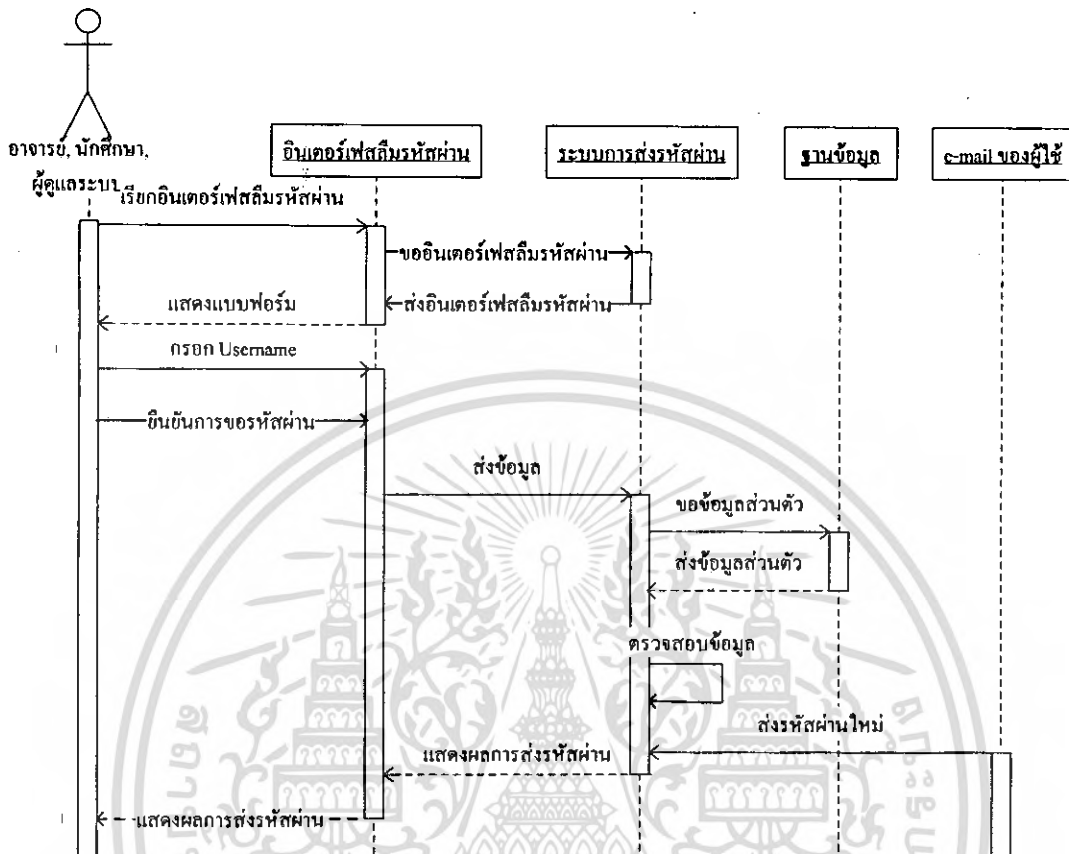 อาจารย์, นักศึกษา,
ผู้ดูแลระบบ
อินเตอร์เฟสลืมรหัสผ่าน
ระบบการส่งรหัสผ่าน
ฐานข้อมูล
e-mail ของผู้ใช้
เรียกอินเตอร์เฟสลืมรหัสผ่าน
ขออินเตอร์เฟสลืมรหัสผ่าน
ส่งอินเตอร์เฟสลืมรหัสผ่าน
แสดงแบบฟอร์ม
กรอก Username
ยืนยันการขอรหัสผ่าน
ส่งข้อมูล
ขอข้อมูลส่วนตัว
ส่งข้อมูลส่วนตัว
ตรวจสอบข้อมูล
ส่งรหัสผ่านใหม่
แสดงผลการส่งรหัสผ่าน
แสดงผลการส่งรหัสผ่าน